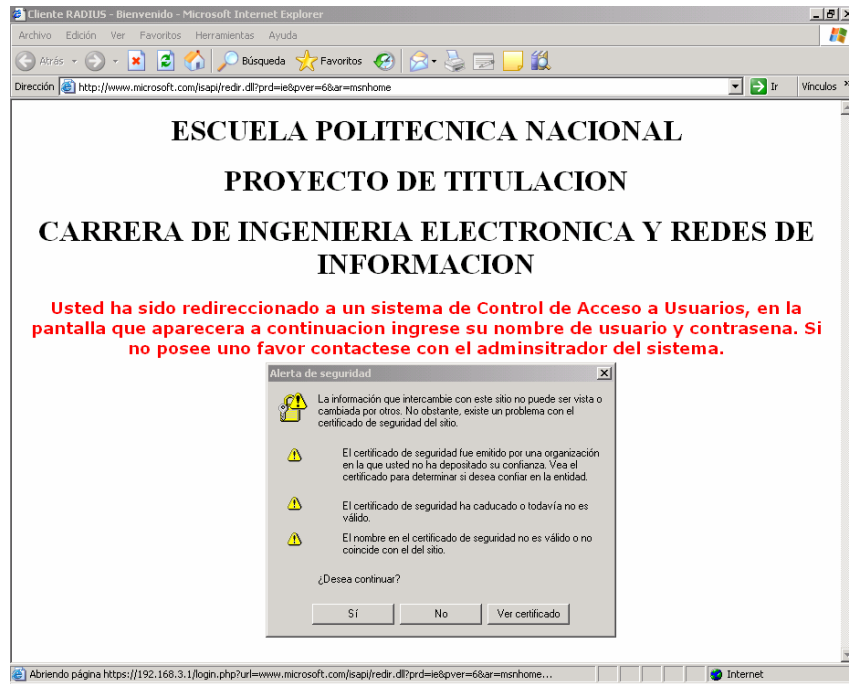 Cliente RADIUS - Bienvenido - Microsoft Internet Explorer
Archivo Edición Ver Favoritos Herramientas Ayuda
Atrás Búsqueda Favoritos
Dirección http://www.microsoft.com/isapi/redir.dll?prd=ie&pver=6&ar=msnhome Ir Vínculos »
ESCUELA POLITECNICA NACIONAL
PROYECTO DE TITULACION
CARRERA DE INGENIERIA ELECTRONICA Y REDES DE
INFORMACION
Usted ha sido redireccionado a un sistema de Control de Acceso a Usuarios, en la
pantalla que aparecera a continuacion ingrese su nombre de usuario y contrasena. Si
no posee uno favor contactese con el adminsitrador del sistema.
Alerta de seguridad
La información que intercambie con este sitio no puede ser vista o
cambiada por otros. No obstante, existe un problema con el
certificado de seguridad del sitio.
El certificado de seguridad fue emitido por una organización
en la que usted no ha depositado su confianza. Vea el
certificado para determinar si desea confiar en la entidad.
El certificado de seguridad ha caducado o todavía no es
válido.
El nombre en el certificado de seguridad no es válido o no
coincide con el del sitio.
¿Desea continuar?
Sí No Ver certificado
Abriendo página https://192.168.3.1/login.php?url=www.microsoft.com/isapi/redir.dll?prd=ie&pver=6&ar=msnhome... Internet